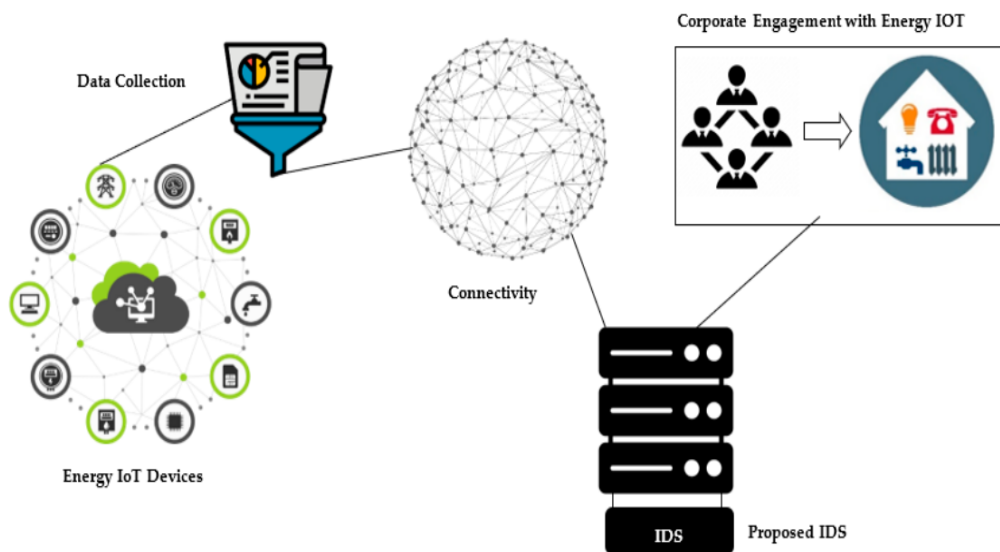 Corporate Engagement with Energy IOT
Data Collection
Connectivity
Energy IoT Devices
IDS
Proposed IDS